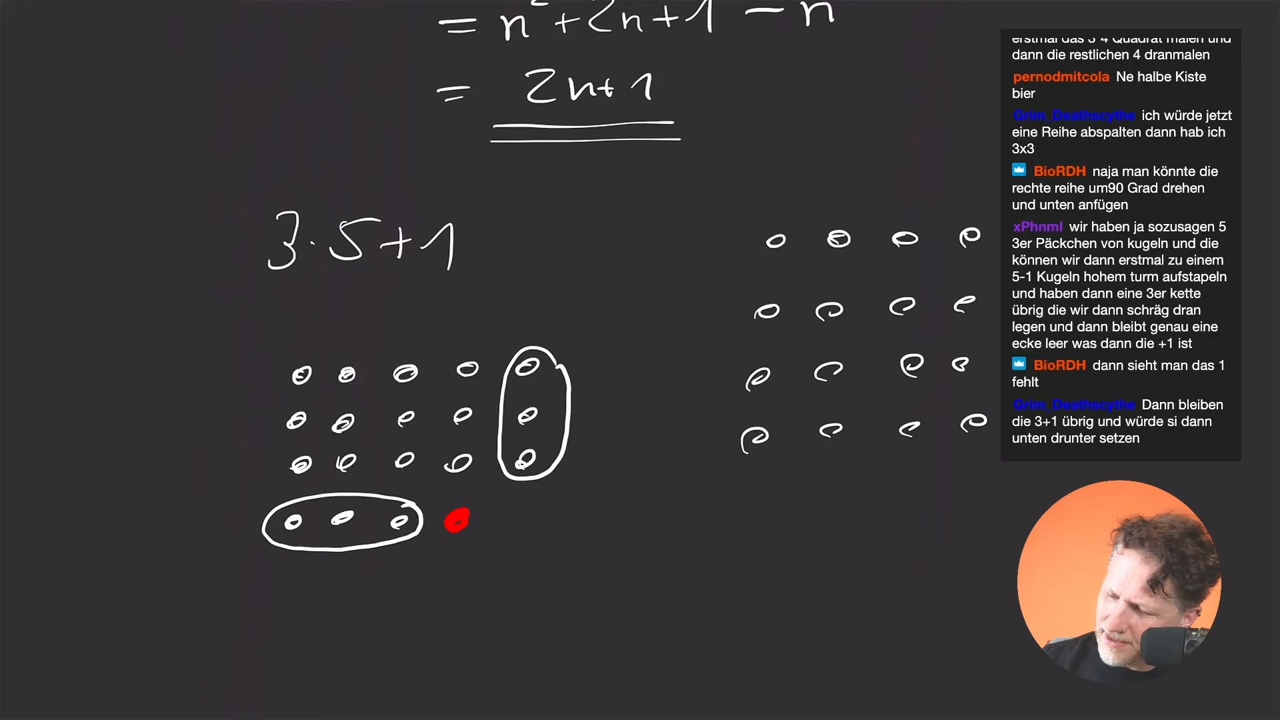 = n²+2n+1 - n
= 2n+1
3·5+1
erstmal das 3*4 Quadrat malen und
dann die restlichen 4 dranmalen
pernodmitcola Ne halbe Kiste
bier
Grim_Deathscythe ich würde jetzt
eine Reihe abspalten dann hab ich
3x3
BioRDH naja man könnte die
rechte reihe um90 Grad drehen
und unten anfügen
xPhnml wir haben ja sozusagen 5
3er Päckchen von kugeln und die
können wir dann erstmal zu einem
5-1 Kugeln hohem turm aufstapeln
und haben dann eine 3er kette
übrig die wir dann schräg dran
legen und dann bleibt genau eine
ecke leer was dann die +1 ist
BioRDH dann sieht man das 1
fehlt
Grim_Deathscythe Dann bleiben
die 3+1 übrig und würde si dann
unten drunter setzen